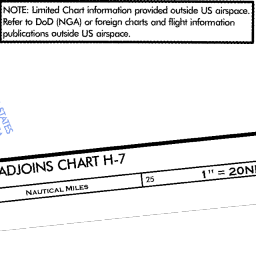 NOTE: Limited Chart information provided outside US airspace.
Refer to DoD (NGA) or foreign charts and flight information
publications outside US airspace.
STATES
ADJOINS CHART H-7
NAUTICAL MILES
25
1" = 20N